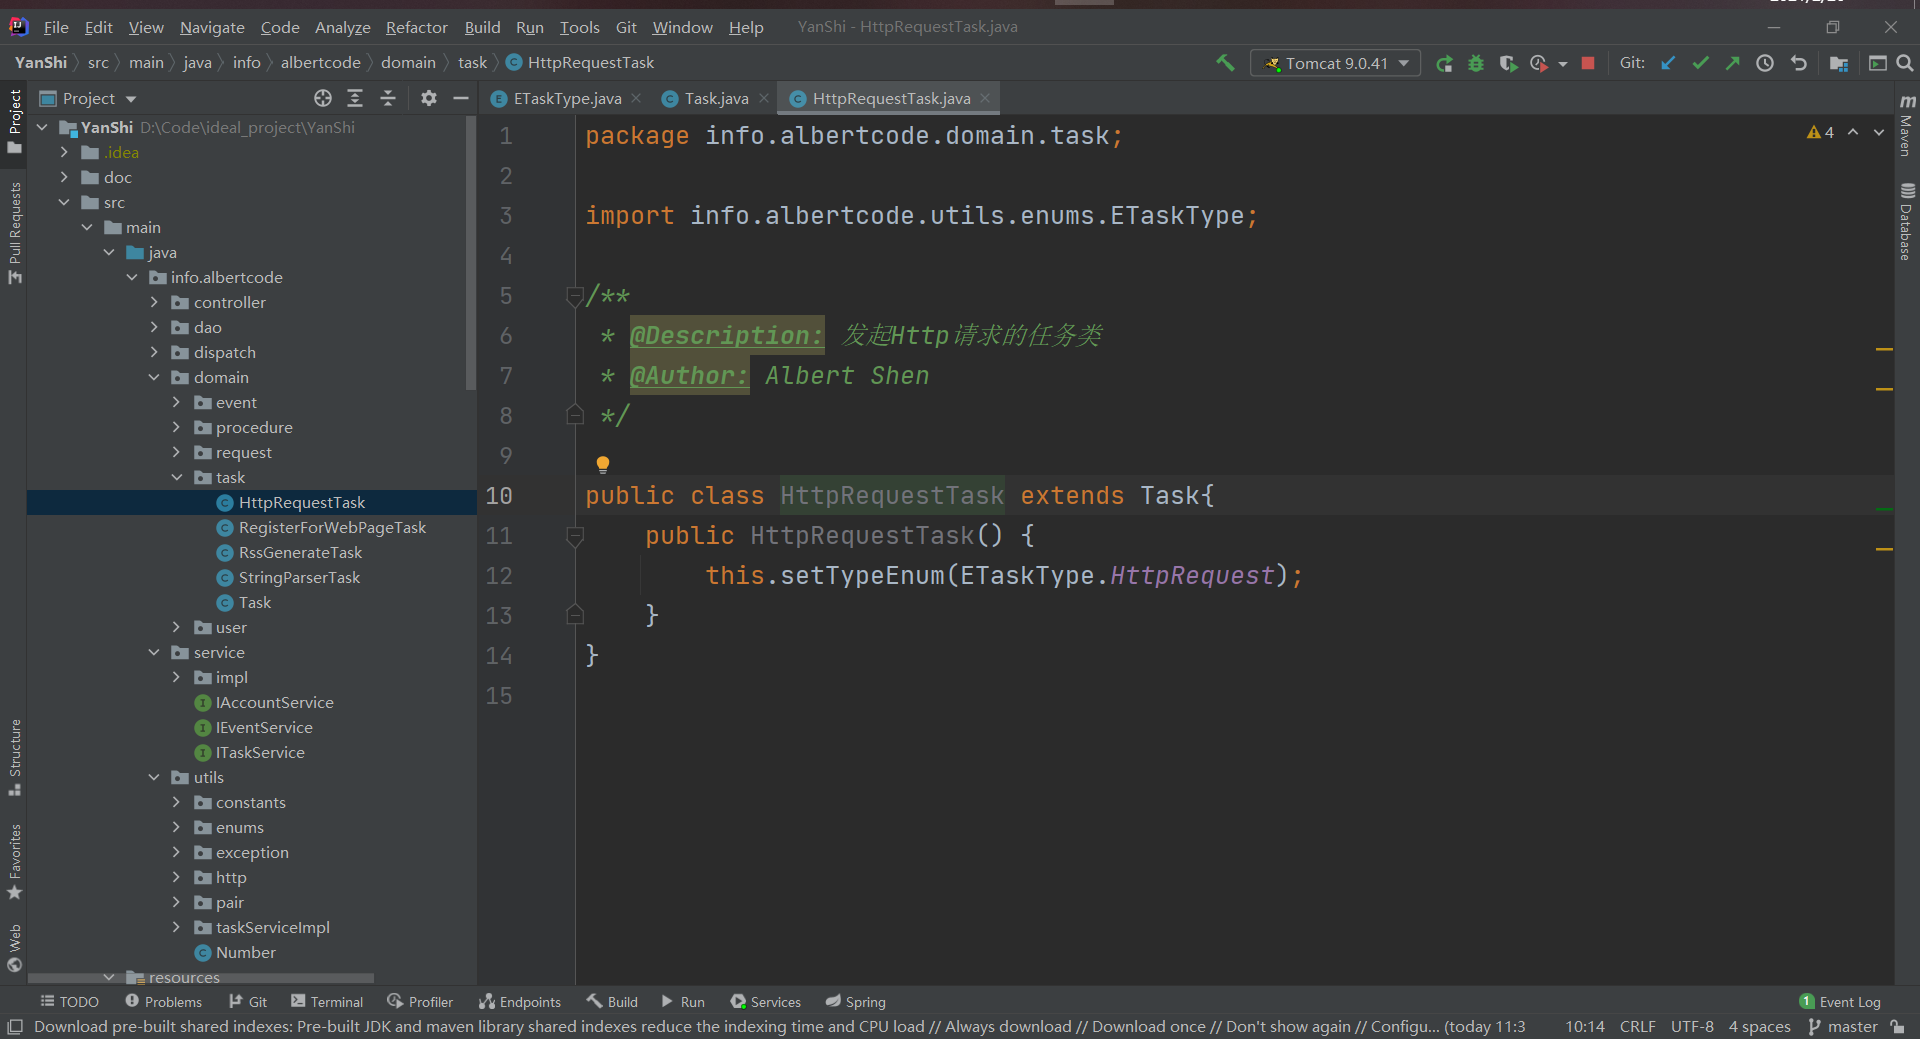 File Edit View Navigate Code Analyze Refactor Build Run Tools Git Window Help YanShi - HttpRequestTask.java
YanShi src main java info albertcode domain task HttpRequestTask Tomcat 9.0.41 Git:
Project
ETaskType.java Task.java HttpRequestTask.java
YanShi D:\Code\ideal_project\YanShi
.idea
doc
src
main
java
info.albertcode
controller
dao
dispatch
domain
event
procedure
request
task
HttpRequestTask
RegisterForWebPageTask
RssGenerateTask
StringParserTask
Task
user
service
impl
IAccountService
IEventService
ITaskService
utils
constants
enums
exception
http
pair
taskServiceImpl
Number
resources
Project
Pull Requests
Structure
Favorites
Web
1 package info.albertcode.domain.task;
2
3 import info.albertcode.utils.enums.ETaskType;
4
5 /**
6 * @Description: 发起Http请求的任务类
7 * @Author: Albert Shen
8 */
9
10 public class HttpRequestTask extends Task{
11 public HttpRequestTask() {
12 this.setTypeEnum(ETaskType.HttpRequest);
13 }
14 }
15
4
Maven
Database
TODO Problems Git Terminal Profiler Endpoints Build Run Services Spring 1 Event Log
Download pre-built shared indexes: Pre-built JDK and maven library shared indexes reduce the indexing time and CPU load // Always download // Download once // Don't show again // Configu... (today 11:3 10:14 CRLF UTF-8 4 spaces master